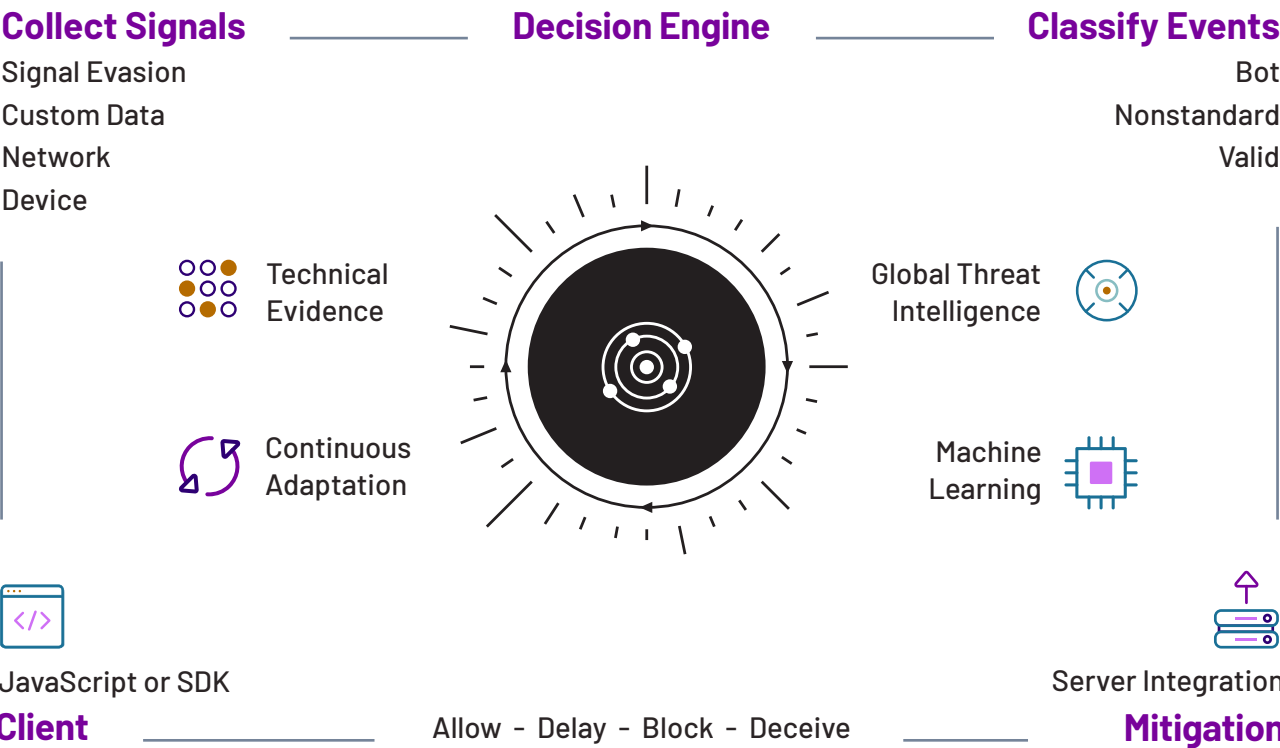 Collect Signals
Signal Evasion
Custom Data
Network
Device
Decision Engine
Classify Events
Bot
Nonstandard
Valid
Technical
Evidence
Global Threat
Intelligence
Continuous
Adaptation
Machine
Learning
</>
JavaScript or SDK
Client
Allow - Delay - Block - Deceive
Server Integration
Mitigation